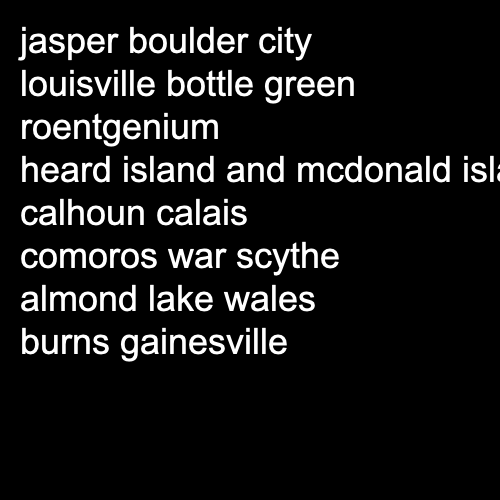 jasper boulder city
louisville bottle green
roentgenium
heard island and mcdonald isl
calhoun calais
comoros war scythe
almond lake wales
burns gainesville